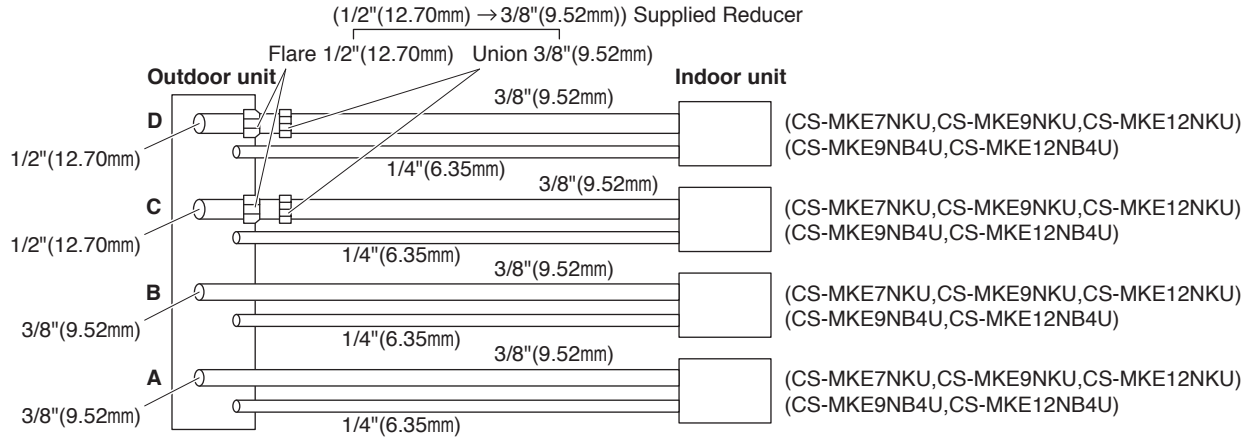 (1/2"(12.70mm) →3/8"(9.52mm)) Supplied Reducer
Flare 1/2"(12.70mm) Union 3/8"(9.52mm)
Outdoor unit
Indoor unit
D
3/8"(9.52mm)
(CS-MKE7NKU,CS-MKE9NKU,CS-MKE12NKU)
(CS-MKE9NB4U,CS-MKE12NB4U)
1/2"(12.70mm)
1/4"(6.35mm)
C
3/8"(9.52mm)
(CS-MKE7NKU,CS-MKE9NKU,CS-MKE12NKU)
(CS-MKE9NB4U,CS-MKE12NB4U)
1/2"(12.70mm)
1/4"(6.35mm)
B
3/8"(9.52mm)
(CS-MKE7NKU,CS-MKE9NKU,CS-MKE12NKU)
(CS-MKE9NB4U,CS-MKE12NB4U)
3/8"(9.52mm)
1/4"(6.35mm)
A
3/8"(9.52mm)
(CS-MKE7NKU,CS-MKE9NKU,CS-MKE12NKU)
(CS-MKE9NB4U,CS-MKE12NB4U)
3/8"(9.52mm)
1/4"(6.35mm)